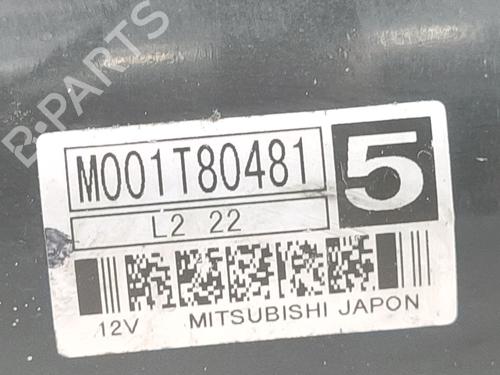 B-PARTS
M001T80481
5
L2 22
12V MITSUBISHI JAPON